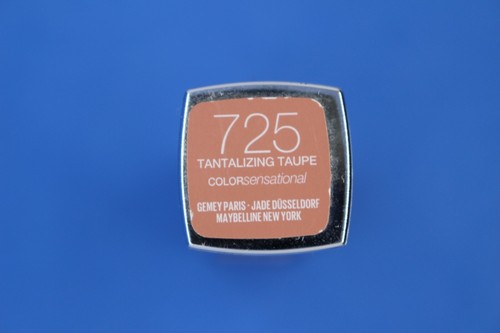 725
TANTALIZING TAUPE
COLORsensational
GEMEY PARIS · JADE DÜSSELDORF
MAYBELLINE NEW YORK